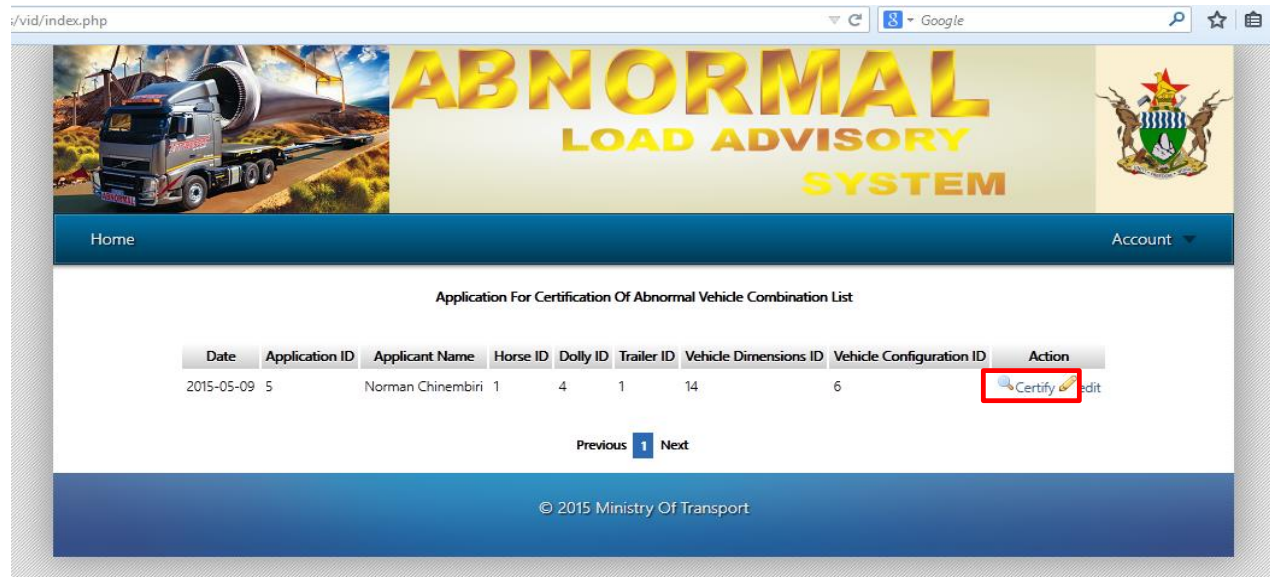 s/vid/index.php
Google
ABNORMAL
LOAD ADVISORY
SYSTEM
ABNORMAL
Home Account
Application For Certification Of Abnormal Vehicle Combination List
Date Application ID Applicant Name Horse ID Dolly ID Trailer ID Vehicle Dimensions ID Vehicle Configuration ID Action
2015-05-09 5 Norman Chinembiri 1 4 1 14 6 Certify edit
Previous 1 Next
© 2015 Ministry Of Transport